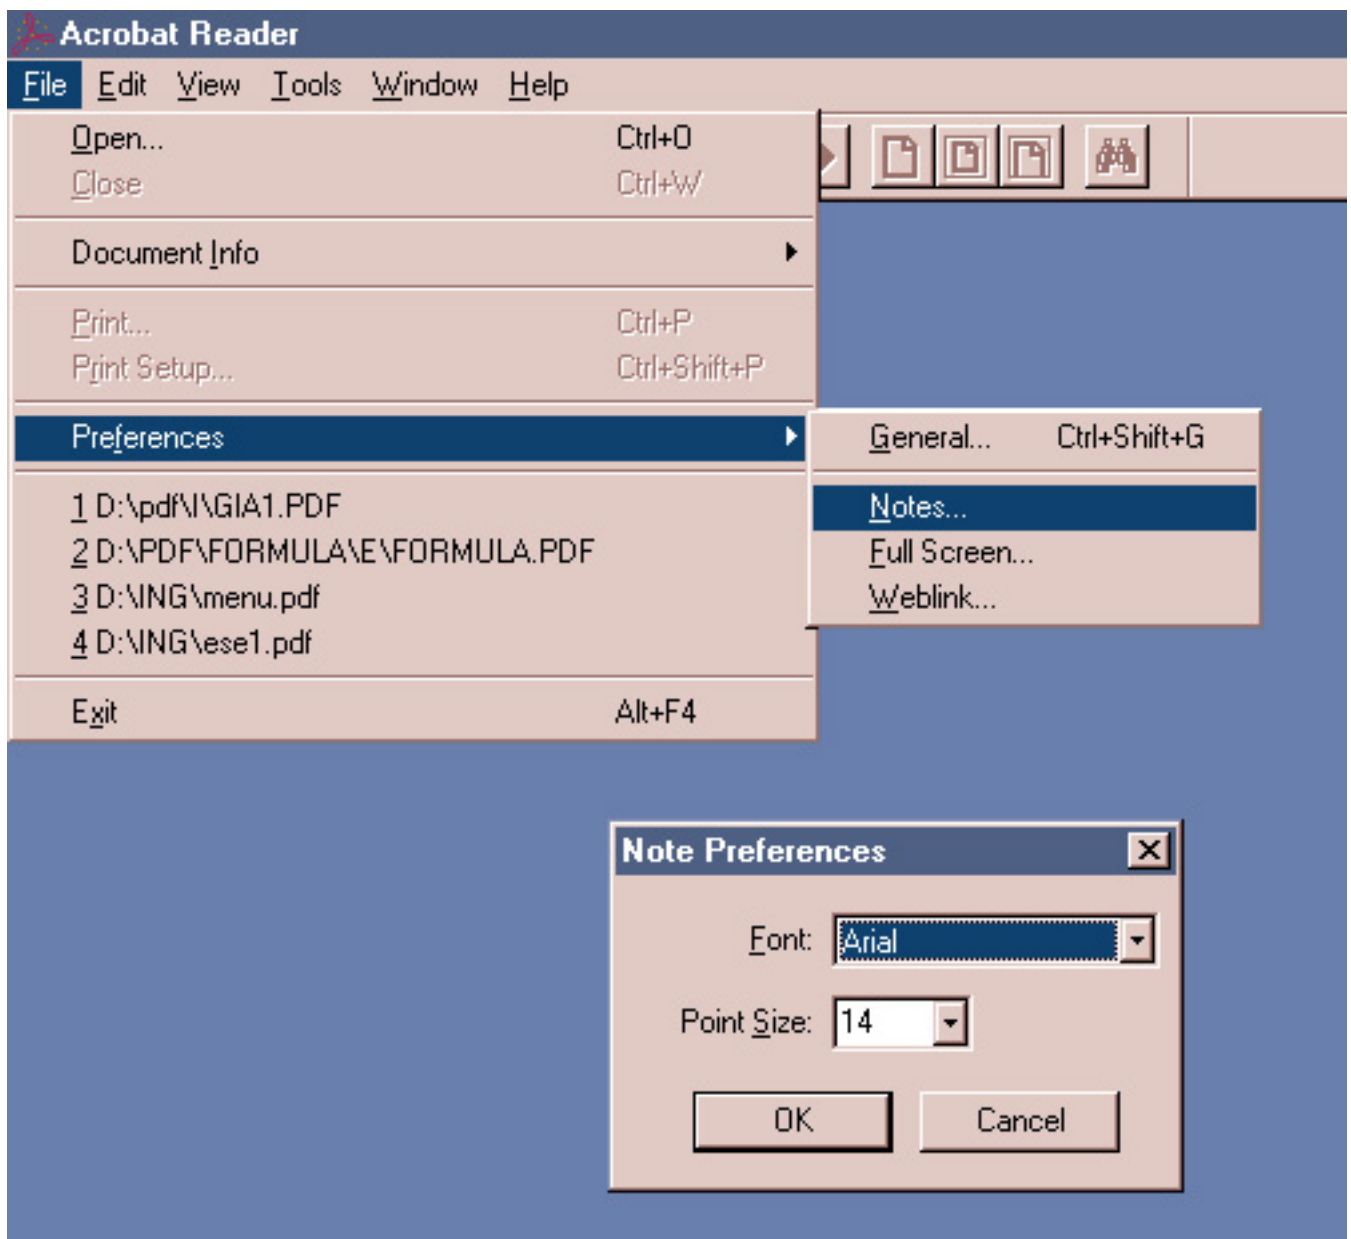 Acrobat Reader
File Edit View Tools Window Help
Open... Ctrl+O
Close Ctrl+W
Document Info
Print... Ctrl+P
Print Setup... Ctrl+Shift+P
Preferences
General... Ctrl+Shift+G
Notes...
Full Screen...
Weblink...
1 D:\pdf\I\GIA1.PDF
2 D:\PDF\FORMULA\E\FORMULA.PDF
3 D:\ING\menu.pdf
4 D:\ING\ese1.pdf
Exit Alt+F4
Note Preferences
Font: Arial
Point Size: 14
OK Cancel